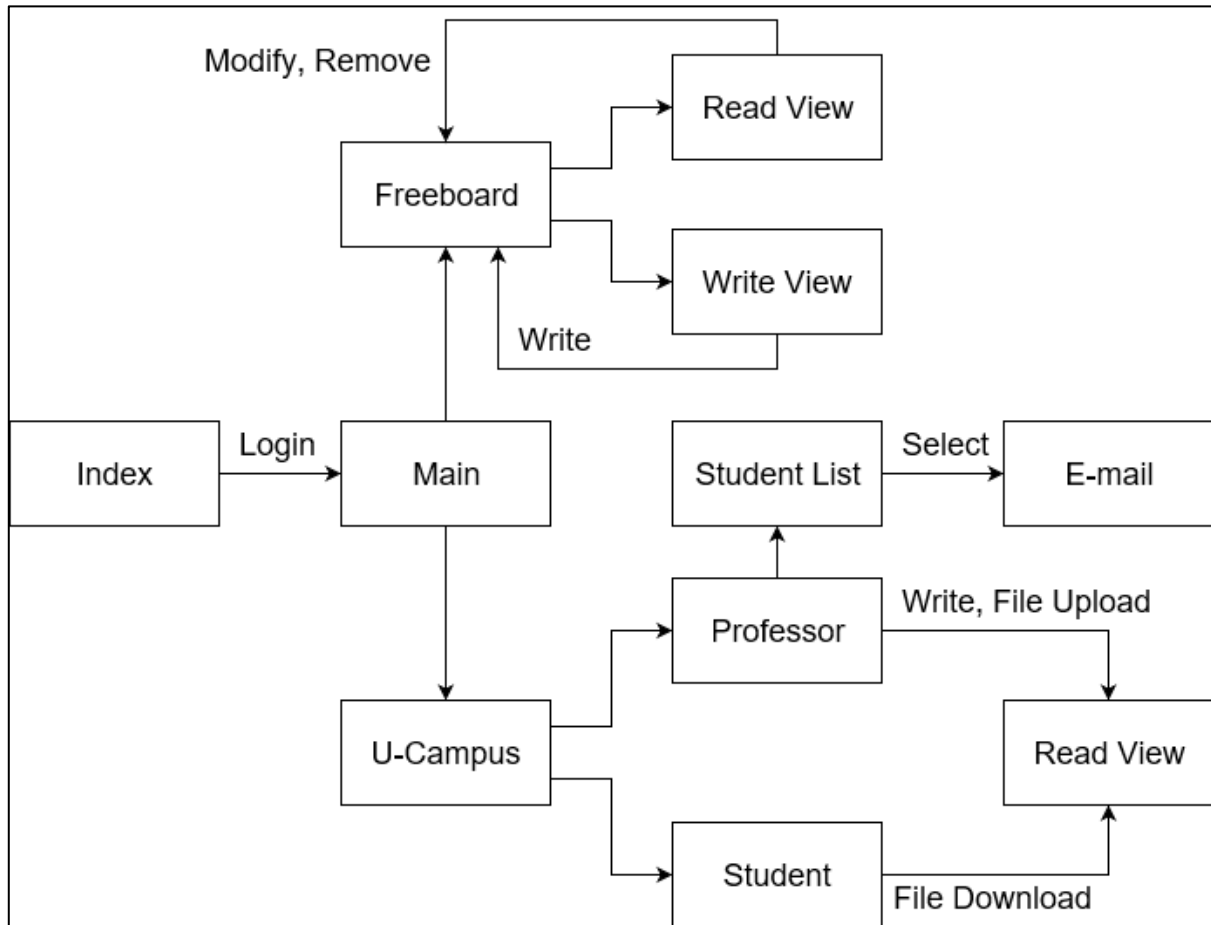 Modify, Remove
Read View
Freeboard
Write View
Write
Index
Login
Main
Student List
Select
E-mail
Professor
Write, File Upload
U-Campus
Read View
Student
File Download